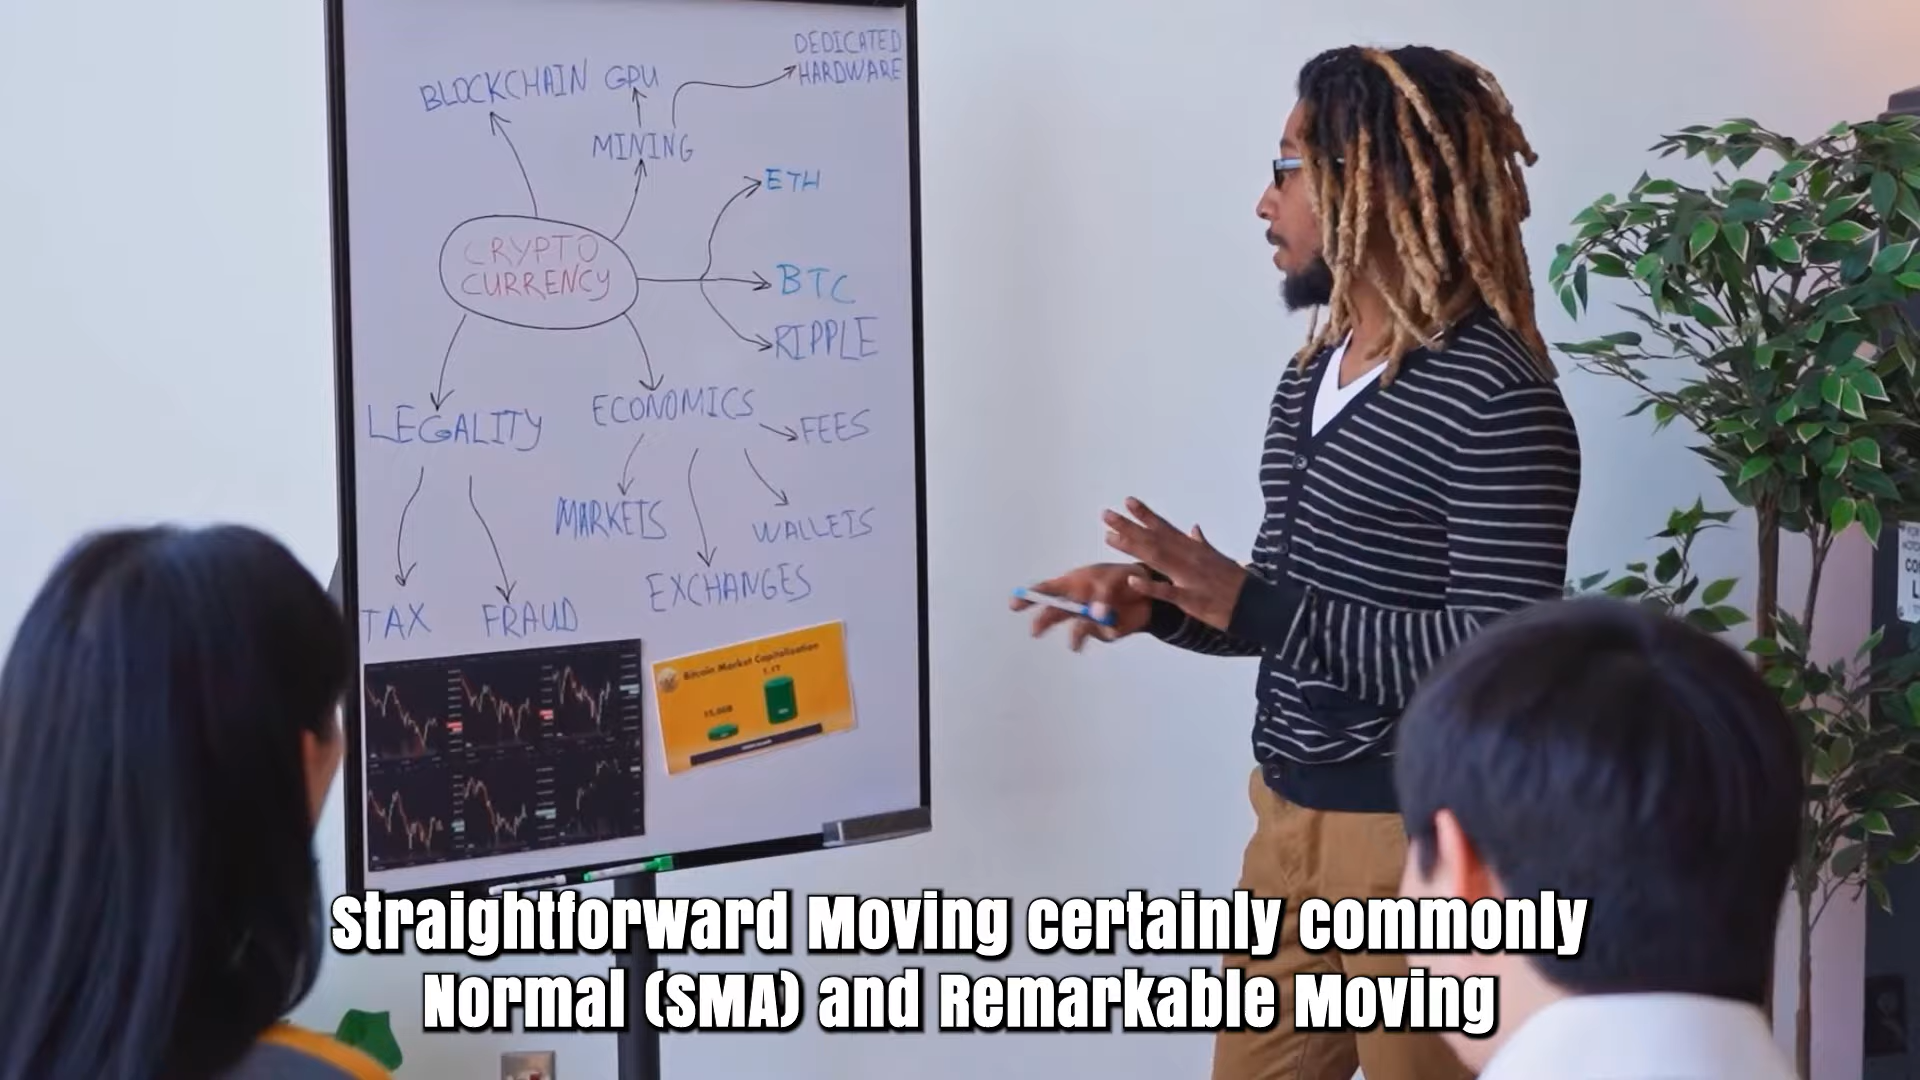 DEDICATED
HARDWARE
BLOCKCHAIN GPU
MINING
ETH
CRYPTO
CURRENCY
BTC
RIPPLE
LEGALITY
ECONOMICS
FEES
MARKETS
WALLETS
EXCHANGES
TAX
FRAUD
Bitcoin Market Capitalisation
Straightforward Moving certainly commonly
Normal (SMA) and Remarkable Moving